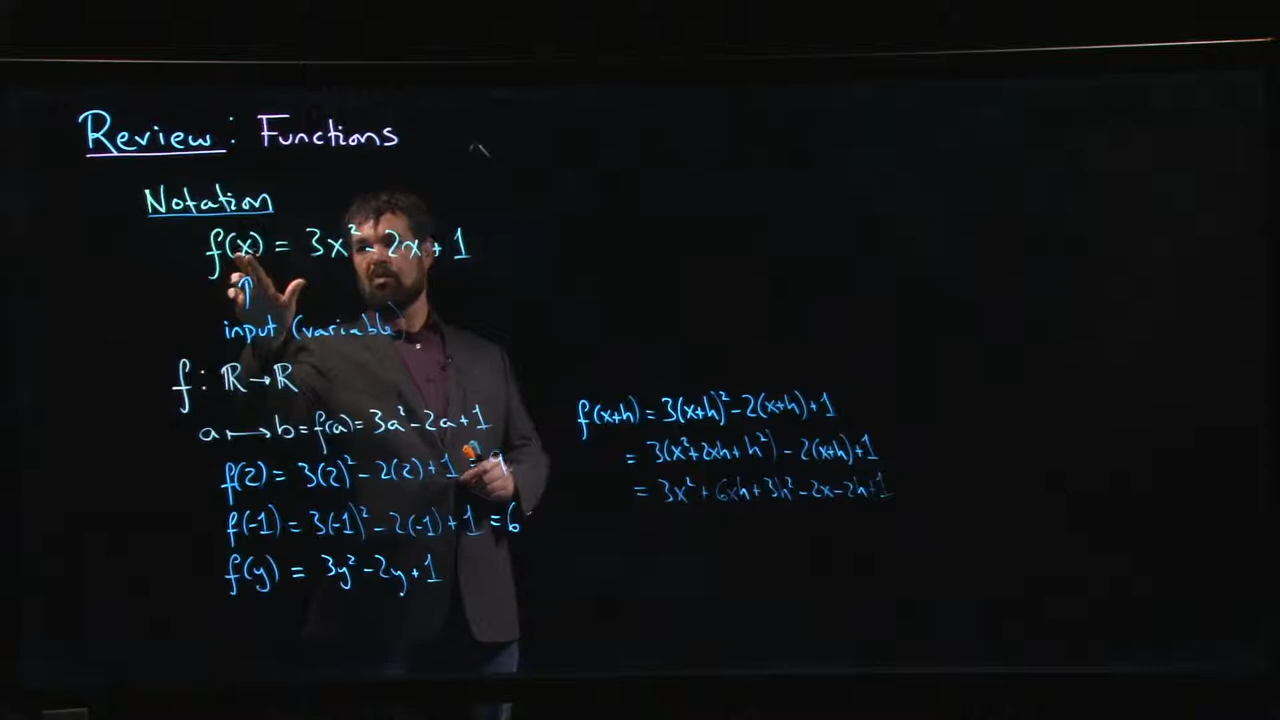 Review: Functions
Notation
f(x) = 3x² - 2x + 1
input (variable)
f: ℝ → ℝ
a ⟼ b = f(a) = 3a² - 2a + 1
f(2) = 3(2)² - 2(2) + 1 = 9
f(-1) = 3(-1)² - 2(-1) + 1 = 6
f(y) = 3y² - 2y + 1
f(x+h) = 3(x+h)² - 2(x+h) + 1
= 3(x² + 2xh + h²) - 2(x+h) + 1
= 3x² + 6xh + 3h² - 2x - 2h + 1